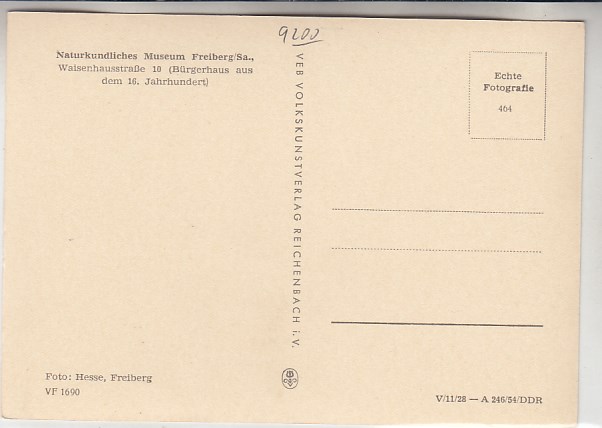 9200
Naturkundliches Museum Freiberg/Sa.,
Waisenhausstraße 10 (Bürgerhaus aus
dem 16. Jahrhundert)
VEB VOLKSKUNSTVERLAG REICHENBACH i. V.
Echte
Fotografie
464
Foto: Hesse, Freiberg
VF 1690
V/11/28 — A 246/54/DDR